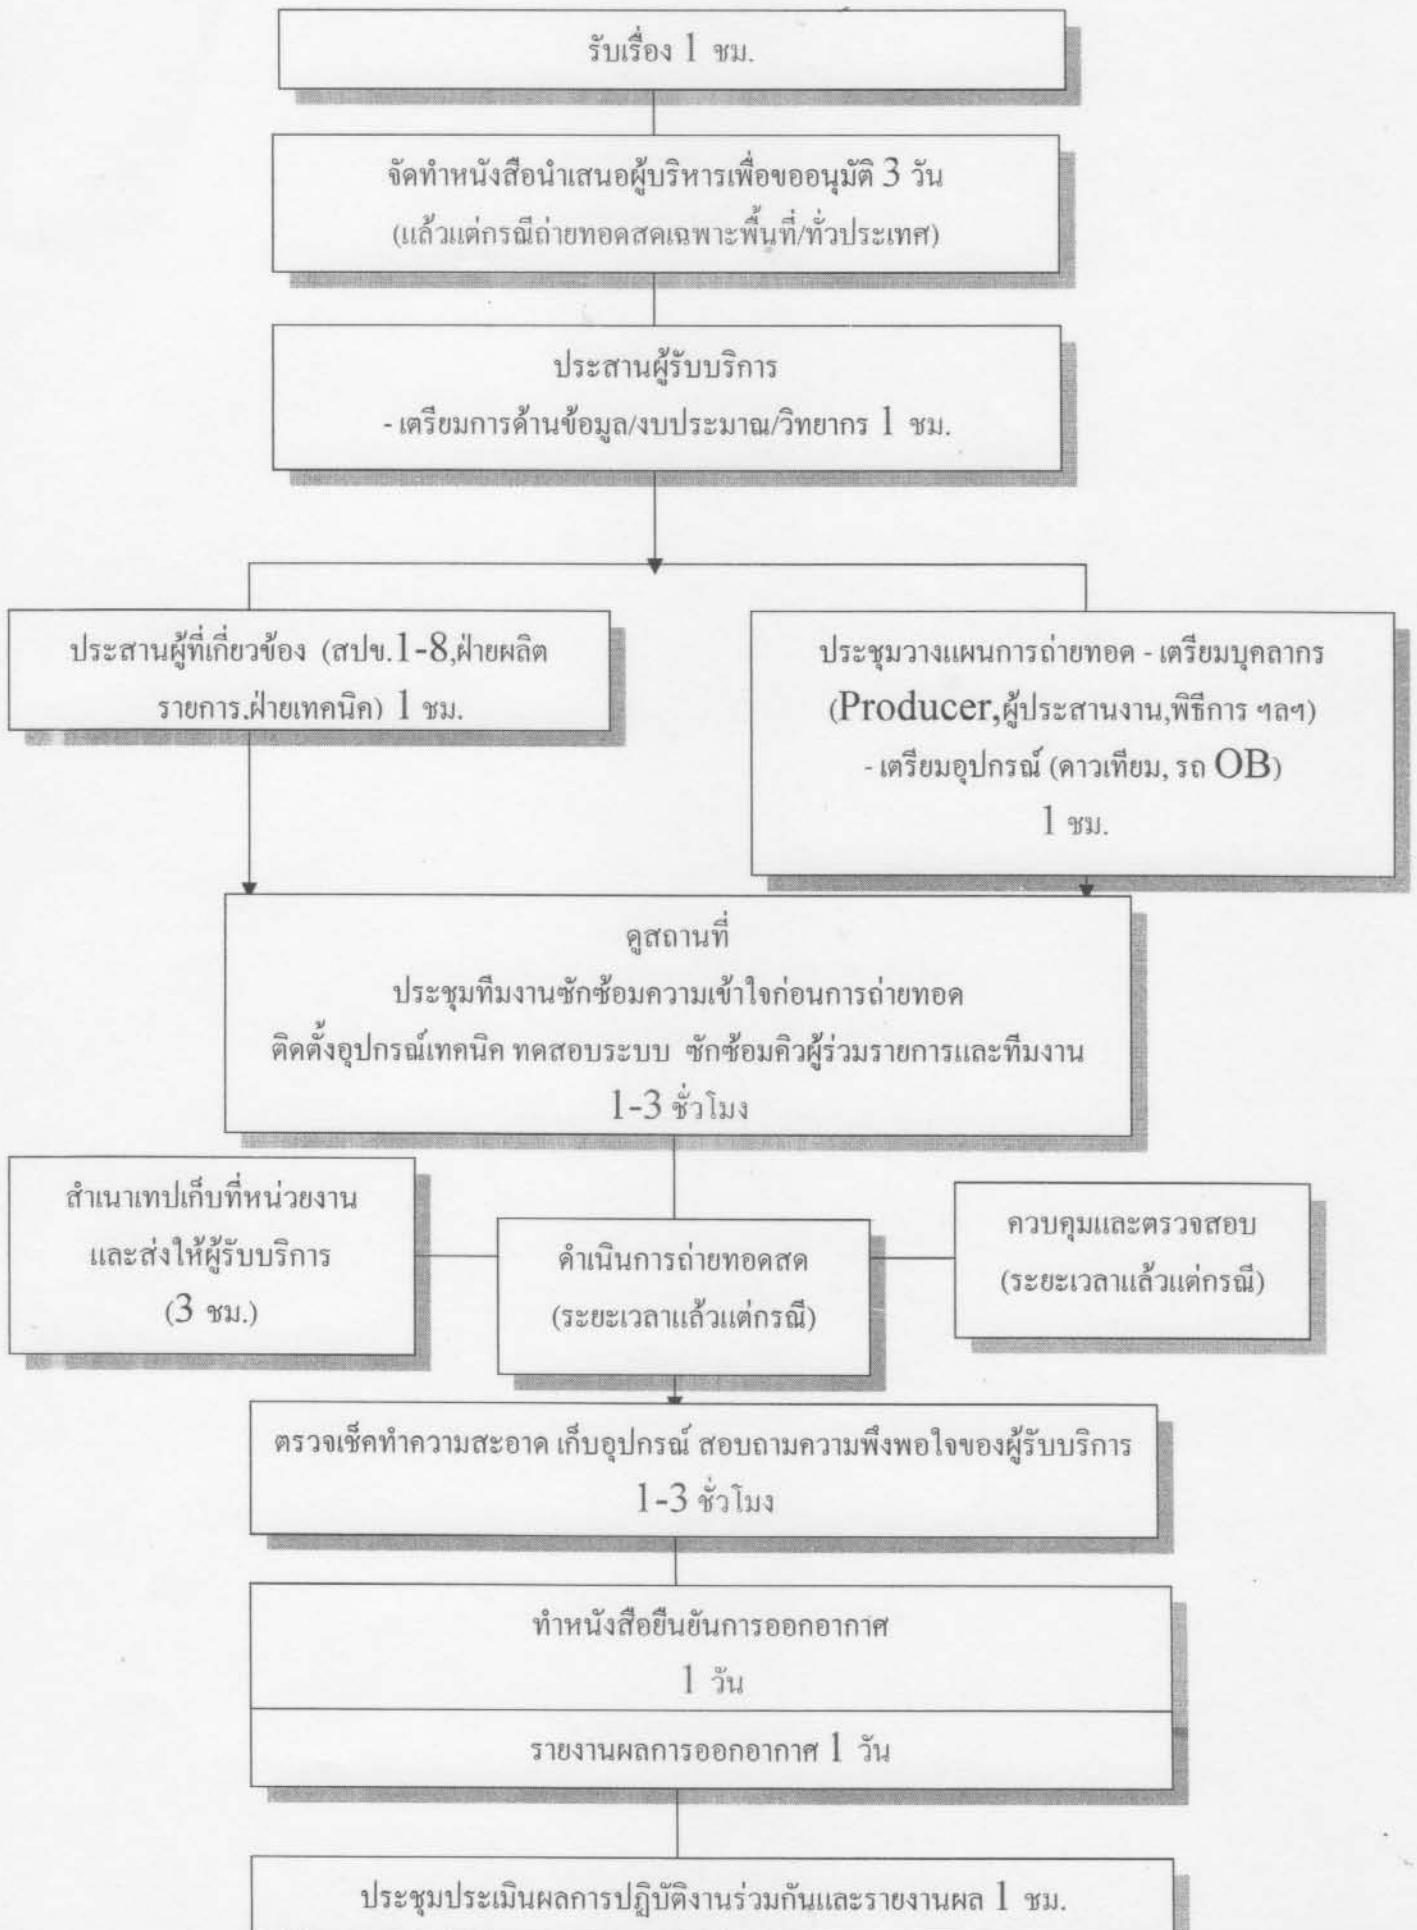 รับเรื่อง 1 ชม.
จัดทำหนังสือนำเสนอผู้บริหารเพื่อขออนุมัติ 3 วัน
(แล้วแต่กรณีถ่ายทอดสดเฉพาะพื้นที่/ทั่วประเทศ)
ประสานผู้รับบริการ
- เตรียมการด้านข้อมูล/งบประมาณ/วิทยากร 1 ชม.
ประสานผู้ที่เกี่ยวข้อง (สปข.1-8,ฝ่ายผลิต
รายการ.ฝ่ายเทคนิค) 1 ชม.
ประชุมวางแผนการถ่ายทอด - เตรียมบุคลากร
(Producer,ผู้ประสานงาน,พิธีการ ฯลฯ)
- เตรียมอุปกรณ์ (ดาวเทียม, รถ OB)
1 ชม.
ดูสถานที่
ประชุมทีมงานซักซ้อมความเข้าใจก่อนการถ่ายทอด
ติดตั้งอุปกรณ์เทคนิค ทดสอบระบบ ซักซ้อมคิวผู้ร่วมรายการและทีมงาน
1-3 ชั่วโมง
สำเนาเทปเก็บที่หน่วยงาน
และส่งให้ผู้รับบริการ
(3 ชม.)
ดำเนินการถ่ายทอดสด
(ระยะเวลาแล้วแต่กรณี)
ควบคุมและตรวจสอบ
(ระยะเวลาแล้วแต่กรณี)
ตรวจเช็คทำความสะอาด เก็บอุปกรณ์ สอบถามความพึงพอใจของผู้รับบริการ
1-3 ชั่วโมง
ทำหนังสือยืนยันการออกอากาศ
1 วัน
รายงานผลการออกอากาศ 1 วัน
ประชุมประเมินผลการปฏิบัติงานร่วมกันและรายงานผล 1 ชม.